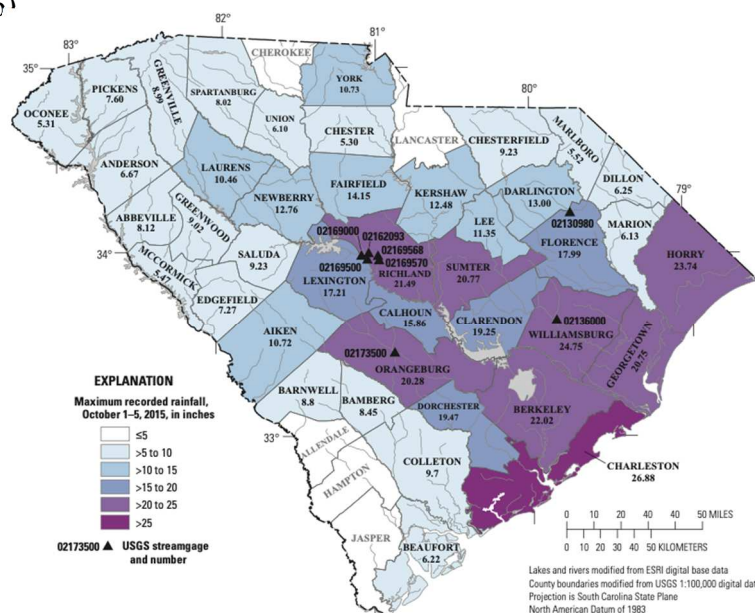 82°
83°
81°
35°
CHEROKEE
YORK
10.73
PICKENS
7.60
GREENVILLE
8.99
SPARTANBURG
8.02
OCONEE
5.31
UNION
6.10
CHESTER
5.30
LANCASTER
80°
CHESTERFIELD
9.23
MARLBORO
5.52
ANDERSON
6.67
LAURENS
10.46
FAIRFIELD
14.15
KERSHAW
12.48
DARLINGTON
13.00
DILLON
6.25
79°
NEWBERRY
12.76
LEE
11.35
02130980
MARION
6.13
ABBEVILLE
8.12
GREENWOOD
9.02
34°
02169000
02162093
02169568
02169570
02169500
RICHLAND
21.49
FLORENCE
17.99
HORRY
23.74
SALUDA
9.23
LEXINGTON
17.21
SUMTER
20.77
MCCORMICK
5.47
EDGEFIELD
7.27
CALHOUN
15.86
CLARENDON
19.25
02136000
WILLIAMSBURG
24.75
GEORGETOWN
20.75
AIKEN
10.72
02173500
ORANGEBURG
20.28
EXPLANATION
Maximum recorded rainfall,
October 1–5, 2015, in inches
≤5
>5 to 10
>10 to 15
>15 to 20
>20 to 25
>25
02173500 ▲ USGS streamgage
and number
BARNWELL
8.8
BAMBERG
8.45
DORCHESTER
19.47
BERKELEY
22.02
33°
ALLENDALE
HAMPTON
COLLETON
9.7
CHARLESTON
26.88
JASPER
BEAUFORT
6.22
0 10 20 40 40 50 MILES
0 10 20 40 50 KILOMETERS
Lakes and rivers modified from ESRI digital base data
County boundaries modified from USGS 1:100,000 digital dat
Projection is South Carolina State Plane
North American Datum of 1983